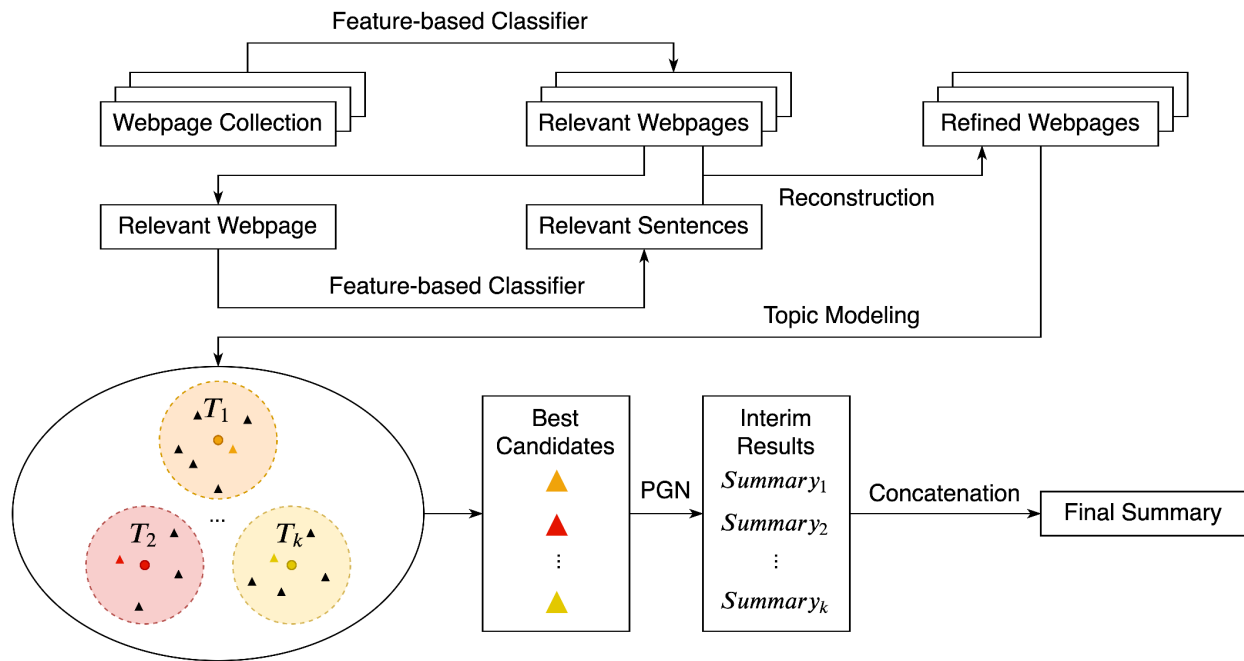 Feature-based Classifier
Webpage Collection
Relevant Webpages
Refined Webpages
Reconstruction
Relevant Webpage
Relevant Sentences
Feature-based Classifier
Topic Modeling
T₁
...
T₂
Tₖ
Best
Candidates
...
PGN
Interim
Results
Summary₁
Summary₂
...
Summaryₖ
Concatenation
Final Summary